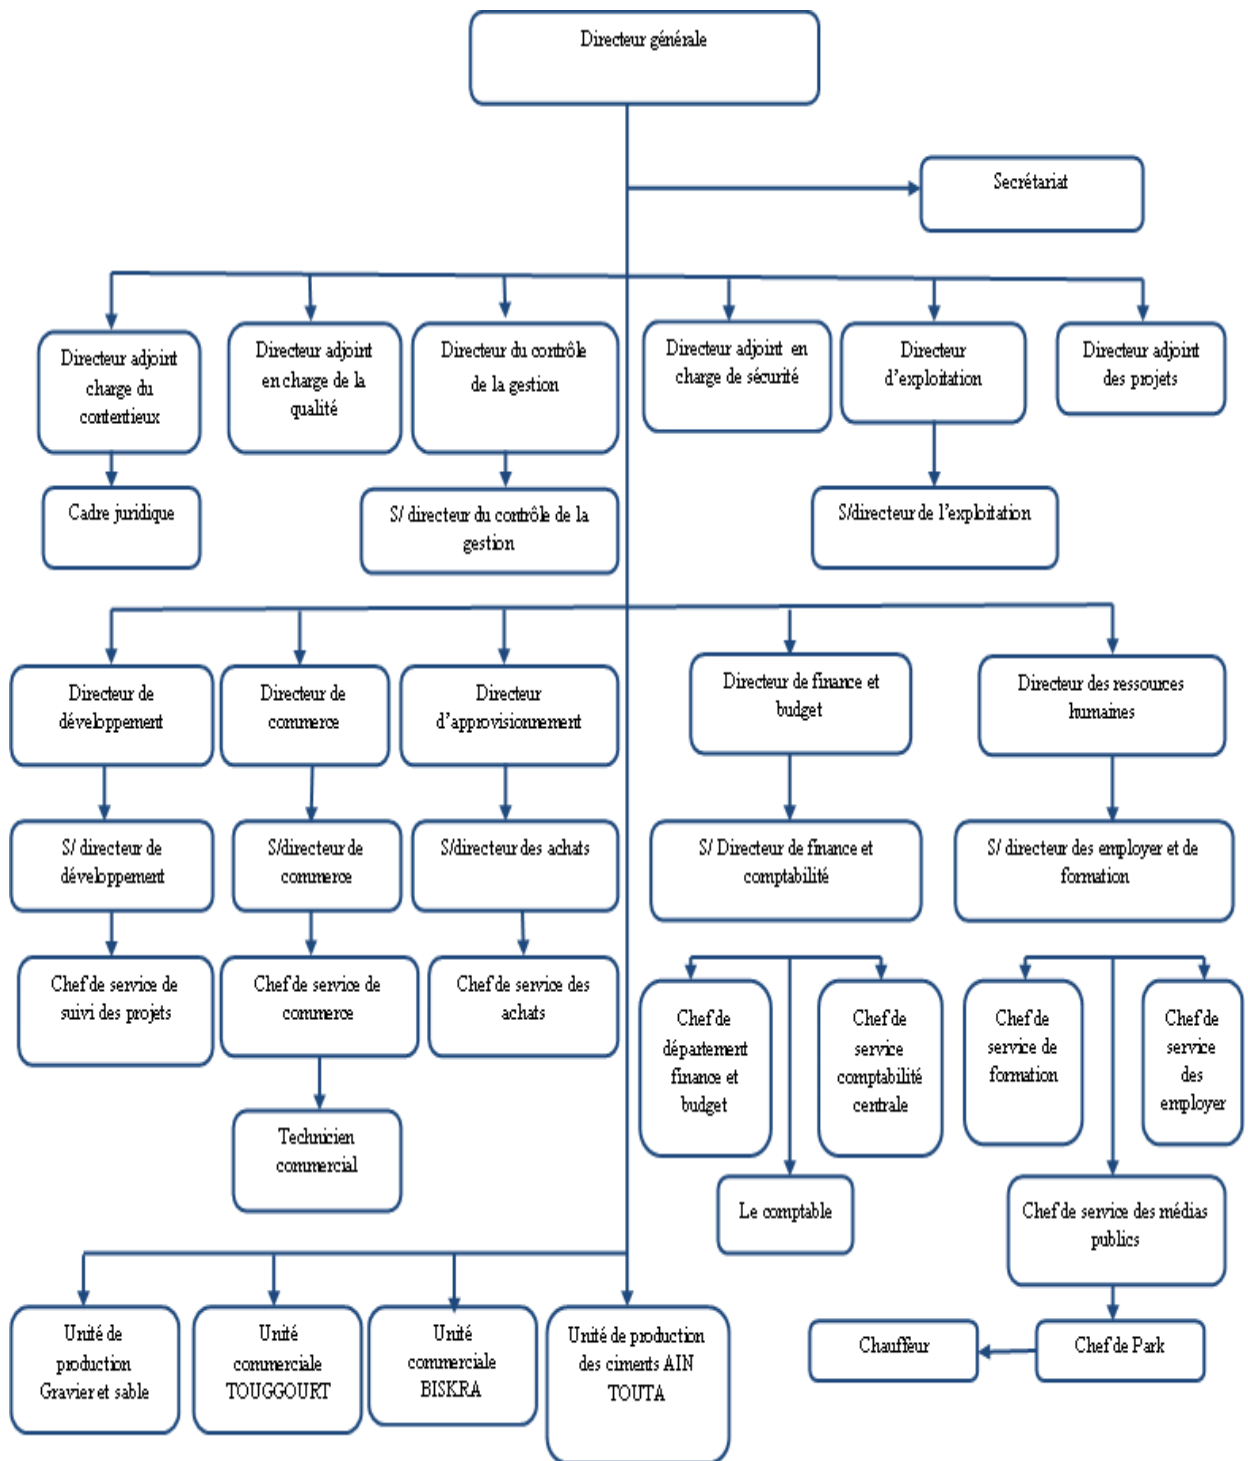 Directeur générale
Secrétariat
Directeur adjoint
charge du
contentieux
Directeur adjoint
en charge de la
qualité
Directeur du contrôle
de la gestion
Directeur adjoint en
charge de sécurité
Directeur
d'exploitation
Directeur adjoint
des projets
Cadre juridique
S/ directeur du contrôle de la
gestion
S/directeur de l'exploitation
Directeur de
développement
Directeur de
commerce
Directeur
d'approvisionnement
Directeur de finance et
budget
Directeur des ressources
humaines
S/ directeur de
développement
S/directeur de
commerce
S/directeur des achats
S/ Directeur de finance et
comptabilité
S/ directeur des employer et de
formation
Chef de service de
suivi des projets
Chef de service de
commerce
Chef de service des
achats
Chef de
département
finance et
budget
Chef de
service
comptabilité
centrale
Chef de
service de
formation
Chef de
service
des
employer
Technicien
commercial
Le comptable
Chef de service des médias
publics
Unité de
production
Gravier et sable
Unité
commerciale
TOUGGOURT
Unité
commerciale
BISKRA
Unité de production
des ciments AIN
TOUTA
Chauffeur
Chef de Park